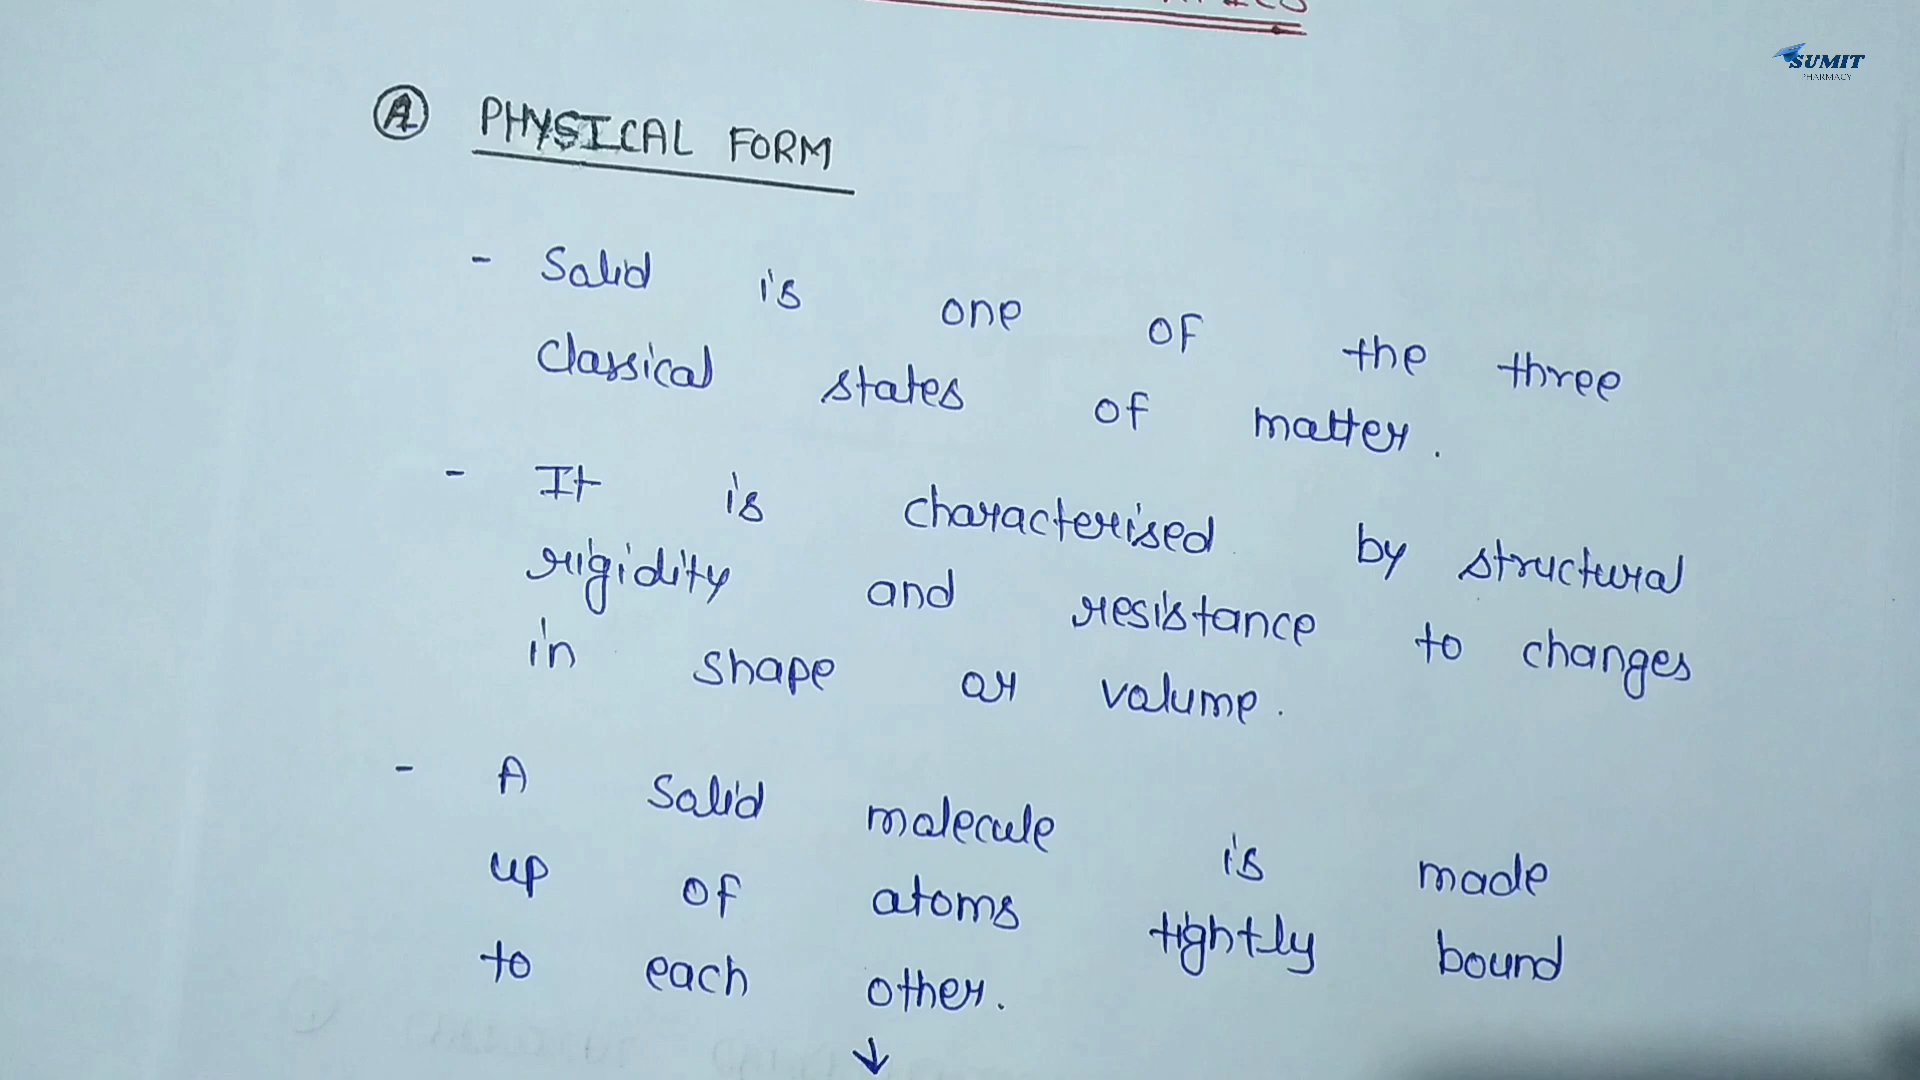 SUMIT
PHARMACY
A PHYSICAL FORM
- Solid is one of the three
classical states of matter.
- It is characterised by structural
rigidity and resistance to changes
in shape or volume.
- A solid molecule is made
up of atoms tightly bound
to each other.
↓